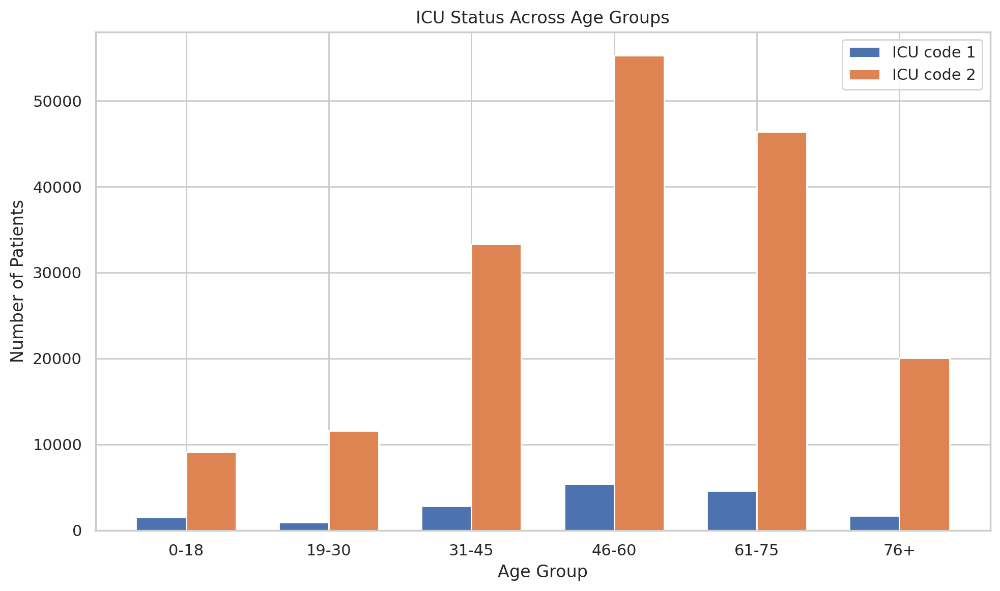 ICU Status Across Age Groups
ICU code 1
ICU code 2
Number of Patients
50000
40000
30000
20000
10000
0
0-18
19-30
31-45
46-60
61-75
76+
Age Group